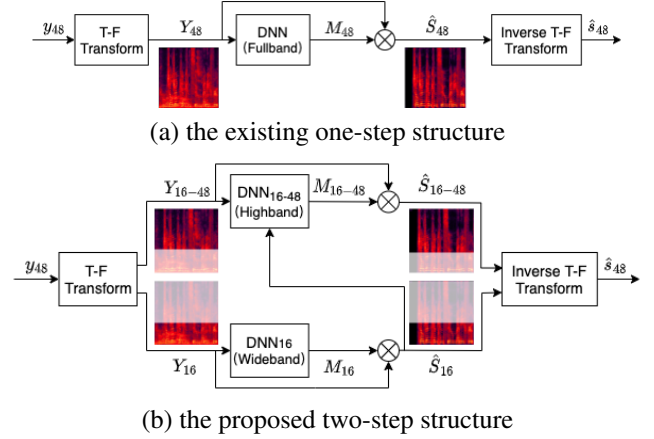 y₄₈
T-F
Transform
Y₄₈
DNN
(Fullband)
M₄₈
Ŝ₄₈
Inverse T-F
Transform
ŝ₄₈
(a) the existing one-step structure
y₄₈
T-F
Transform
Y₁₆₋₄₈
DNN₁₆₋₄₈
(Highband)
M₁₆₋₄₈
Ŝ₁₆₋₄₈
Y₁₆
DNN₁₆
(Wideband)
M₁₆
Ŝ₁₆
Inverse T-F
Transform
ŝ₄₈
(b) the proposed two-step structure